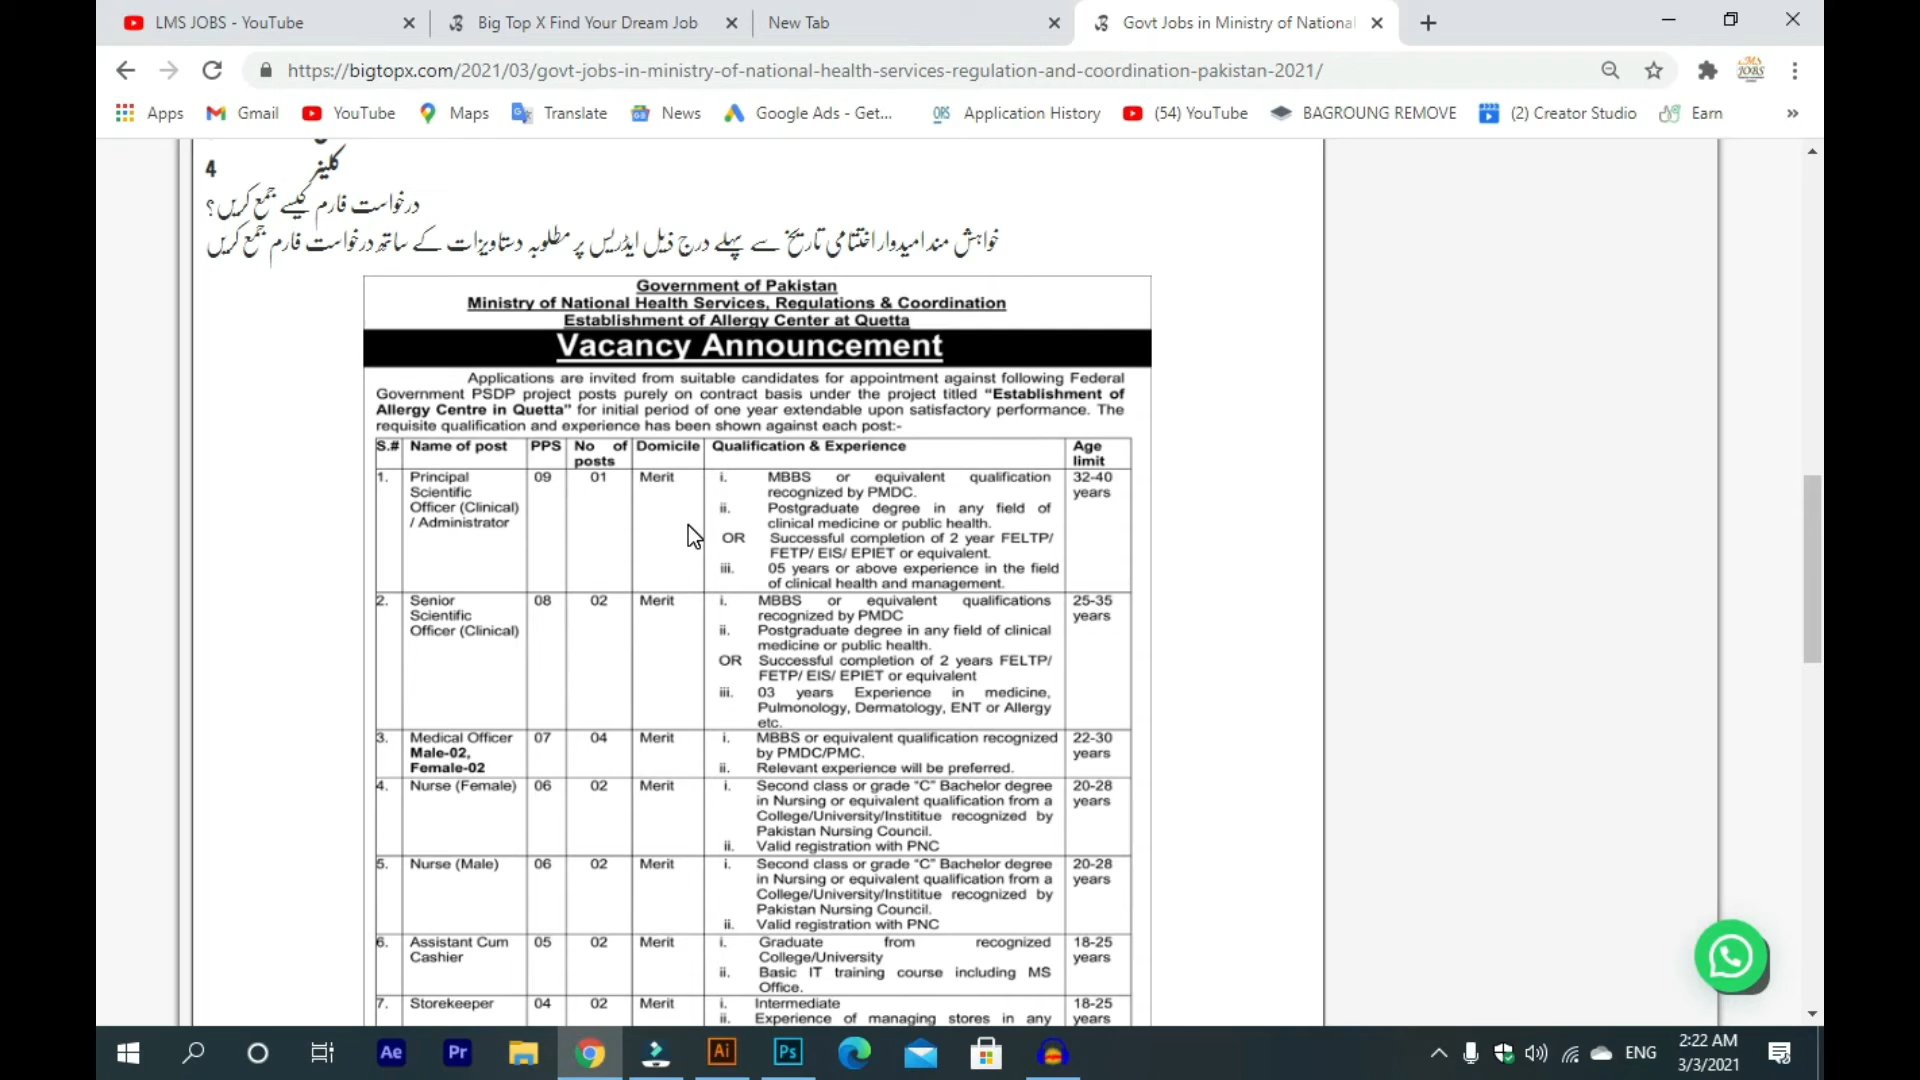 LMS JOBS - YouTube
Big Top X Find Your Dream Job
New Tab
Govt Jobs in Ministry of National
https://bigtopx.com/2021/03/govt-jobs-in-ministry-of-national-health-services-regulation-and-coordination-pakistan-2021/
Apps Gmail YouTube Maps Translate News Google Ads - Get... Application History (54) YouTube BAGROUNG REMOVE (2) Creator Studio Earn
4 کلینر
درخواست فارم کیسے جمع کریں؟
خواہش مند امیدوار اختتامی تاریخ سے پہلے درج ذیل ایڈریس پر مطلوبہ دستاویزات کے ساتھ درخواست فارم جمع کریں
Government of Pakistan
Ministry of National Health Services, Regulations & Coordination
Establishment of Allergy Center at Quetta
Vacancy Announcement
Applications are invited from suitable candidates for appointment against following Federal
Government PSDP project posts purely on contract basis under the project titled "Establishment of
Allergy Centre in Quetta" for initial period of one year extendable upon satisfactory performance. The
requisite qualification and experience has been shown against each post:-
S.# Name of post PPS No of posts Domicile Qualification & Experience Age limit
1. Principal Scientific Officer (Clinical) / Administrator 09 01 Merit
i. MBBS or equivalent qualification
recognized by PMDC.
ii. Postgraduate degree in any field of
clinical medicine or public health.
OR Successful completion of 2 year FELTP/
FETP/ EIS/ EPIET or equivalent.
iii. 05 years or above experience in the field
of clinical health and management.
32-40 years
2. Senior Scientific Officer (Clinical) 08 02 Merit
i. MBBS or equivalent qualifications
recognized by PMDC
ii. Postgraduate degree in any field of clinical
medicine or public health.
OR Successful completion of 2 years FELTP/
FETP/ EIS/ EPIET or equivalent
iii. 03 years Experience in medicine,
Pulmonology, Dermatology, ENT or Allergy
etc.
25-35 years
3. Medical Officer Male-02, Female-02 07 04 Merit
i. MBBS or equivalent qualification recognized
by PMDC/PMC.
ii. Relevant experience will be preferred.
22-30 years
4. Nurse (Female) 06 02 Merit
i. Second class or grade "C" Bachelor degree
in Nursing or equivalent qualification from a
College/University/Institiue recognized by
Pakistan Nursing Council.
ii. Valid registration with PNC
20-28 years
5. Nurse (Male) 06 02 Merit
i. Second class or grade "C" Bachelor degree
in Nursing or equivalent qualification from a
College/University/Instititue recognized by
Pakistan Nursing Council.
ii. Valid registration with PNC
20-28 years
6. Assistant Cum Cashier 05 02 Merit
i. Graduate from recognized
College/University
ii. Basic IT training course including MS
Office.
18-25 years
7. Storekeeper 04 02 Merit
i. Intermediate
ii. Experience of managing stores in any
18-25 years
Ae Pr Ai Ps
ENG
2:22 AM
3/3/2021